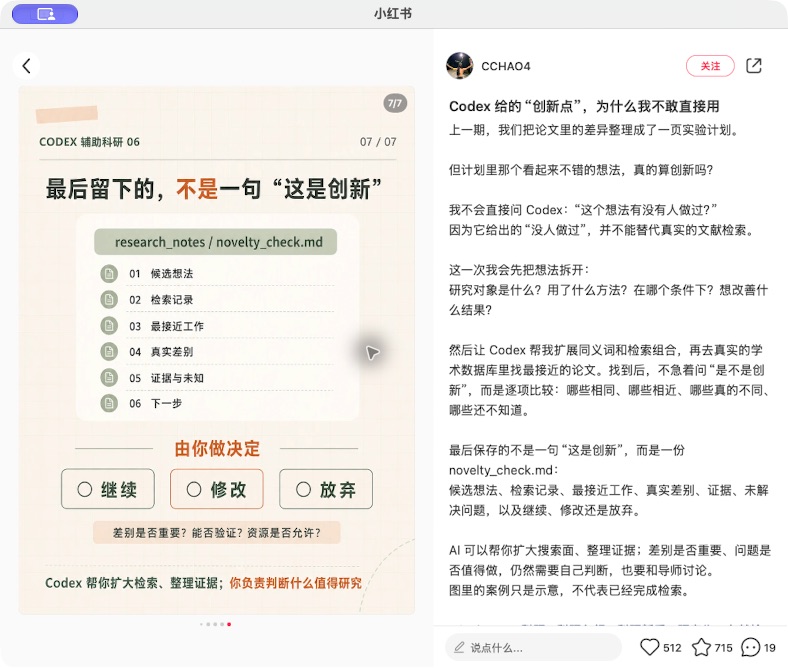 小红书
7/7
CODEX 辅助科研 06
07 / 07
最后留下的，不是一句“这是创新”
research_notes / novelty_check.md
01 候选想法
02 检索记录
03 最接近工作
04 真实差别
05 证据与未知
06 下一步
由你做决定
继续
修改
放弃
差别是否重要？能否验证？资源是否允许？
Codex 帮你扩大检索、整理证据；你负责判断什么值得研究
CCHAO4
关注
Codex 给的“创新点”，为什么我不敢直接用
上一期，我们把论文里的差异整理成了一页实验计划。
但计划里那个看起来不错的想法，真的算创新吗?
我不会直接问 Codex：“这个想法有没有人做过？”
因为它给出的“没人做过”，并不能替代真实的文献检索。
这一次我会先把想法拆开：
研究对象是什么？用了什么方法？在哪个条件下？想改善什
么结果？
然后让 Codex 帮我扩展同义词和检索组合，再去真实的学
术数据库里找最接近的论文。找到后，不急着问“是不是创
新”，而是逐项比较：哪些相同、哪些相近、哪些真的不同、
哪些还不知道。
最后保存的不是一句“这是创新”，而是一份
novelty_check.md：
候选想法、检索记录、最接近工作、真实差别、证据、未解
决问题，以及继续、修改还是放弃。
AI 可以帮你扩大搜索面、整理证据；差别是否重要、问题是
否值得做，仍然需要自己判断，也要和导师讨论。
图里的案例只是示意，不代表已经完成检索。
说点什么...
512
715
19